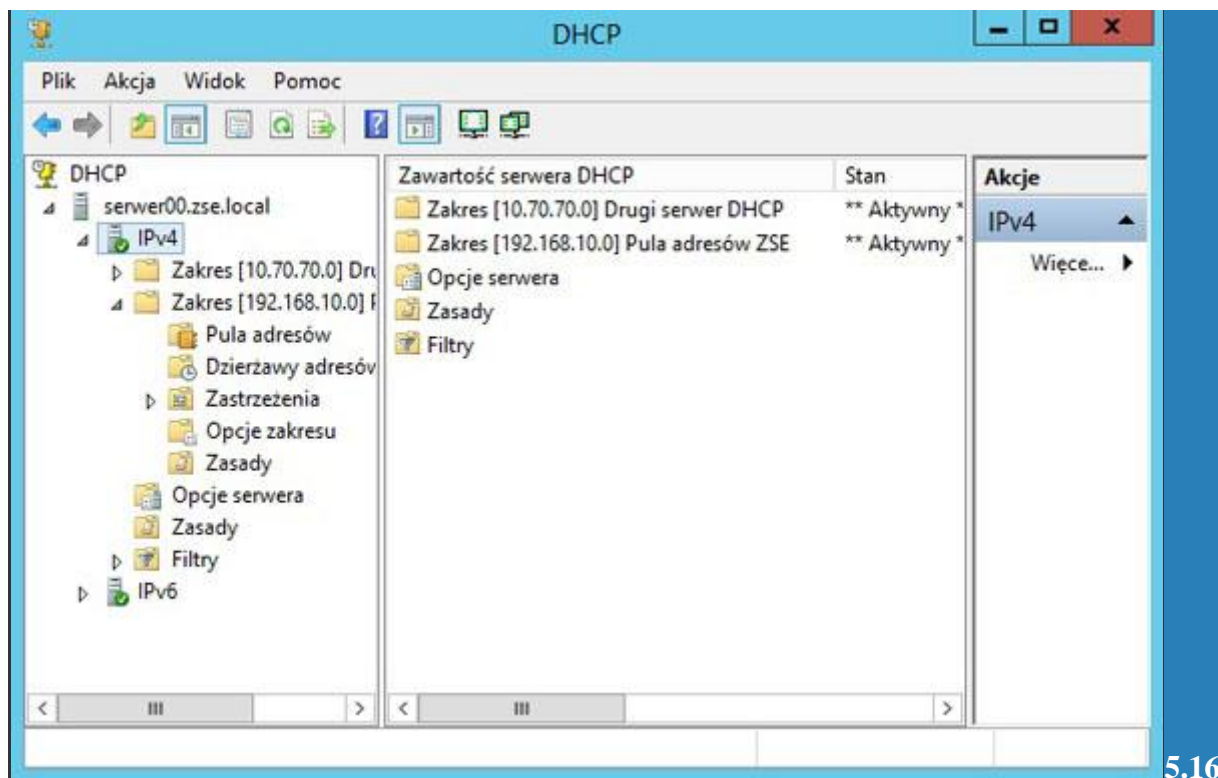 DHCP
Plik Akcja Widok Pomoc
DHCP
serwer00.zse.local
IPv4
Zakres [10.70.70.0] Dru
Zakres [192.168.10.0] P
Pula adresów
Dzierżawy adresów
Zastrzeżenia
Opcje zakresu
Zasady
Opcje serwera
Zasady
Filtry
IPv6
Zawartość serwera DHCP Stan
Zakres [10.70.70.0] Drugi serwer DHCP ** Aktywny *
Zakres [192.168.10.0] Pula adresów ZSE ** Aktywny *
Opcje serwera
Zasady
Filtry
Akcje
IPv4
Więce...
5.16